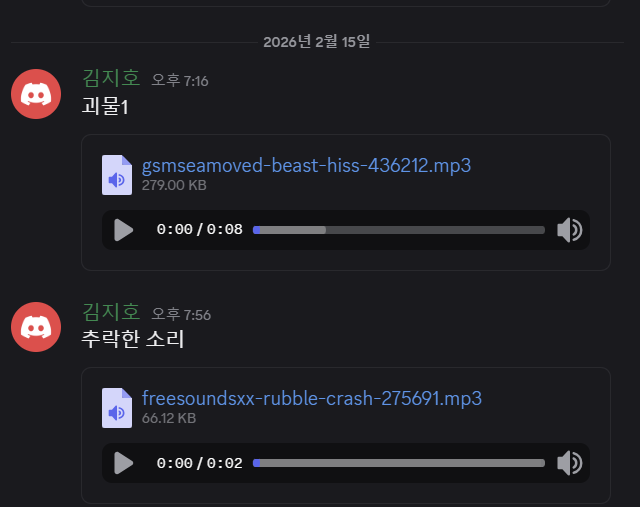 2026년 2월 15일
김지호 오후 7:16
괴물1
gsmseamoved-beast-hiss-436212.mp3
279.00 KB
0:00 / 0:08
김지호 오후 7:56
추락한 소리
freesoundsxx-rubble-crash-275691.mp3
66.12 KB
0:00 / 0:02